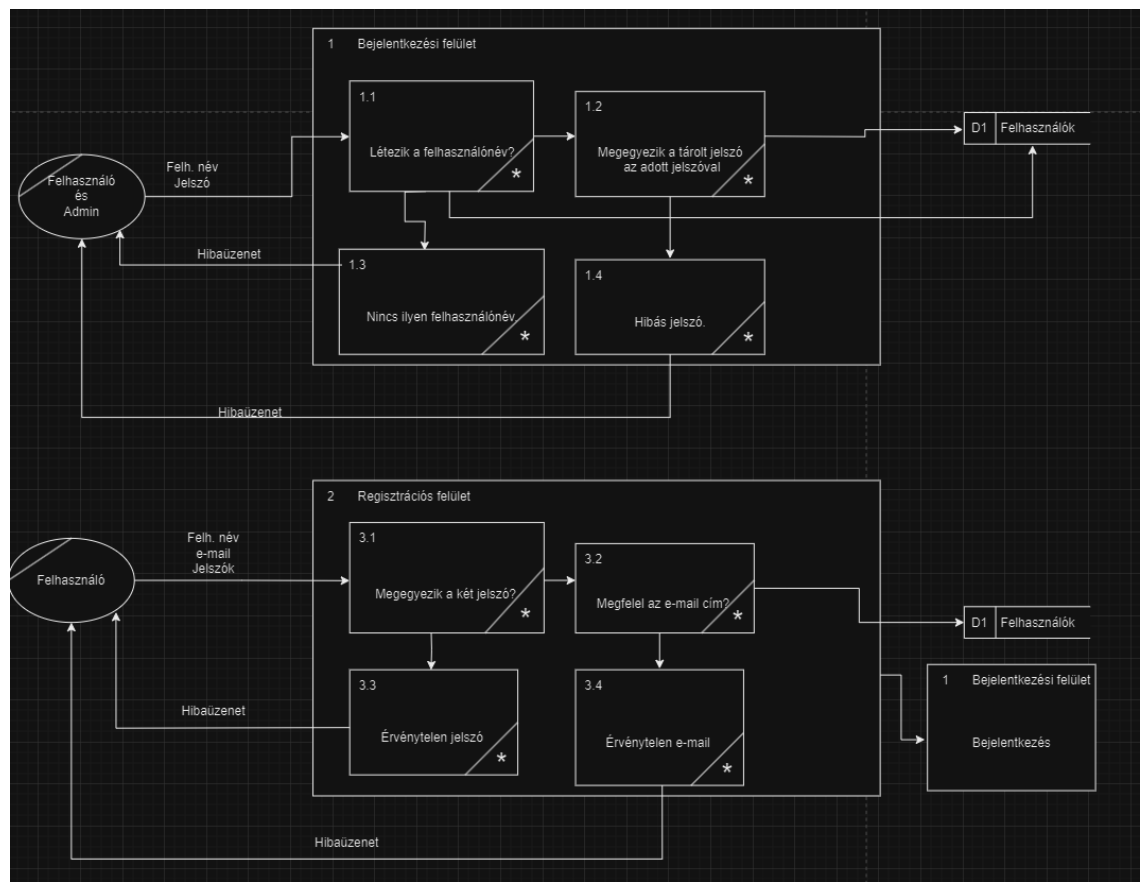 1 Bejelentkezési felület
1.1
Létezik a felhasználónév?
*
1.2
Megegyezik a tárolt jelszó
az adott jelszóval
*
D1 Felhasználók
Felh. név
Jelszó
Felhasználó
és
Admin
Hibaüzenet
1.3
Nincs ilyen felhasználónév.
*
1.4
Hibás jelszó.
*
Hibaüzenet
2 Regisztrációs felület
3.1
Megegyezik a két jelszó?
*
3.2
Megfelel az e-mail cím?
*
Felh. név
e-mail
Jelszók
Felhasználó
D1 Felhasználók
3.3
Érvénytelen jelszó
*
3.4
Érvénytelen e-mail
*
1 Bejelentkezési felület
Bejelentkezés
Hibaüzenet
Hibaüzenet